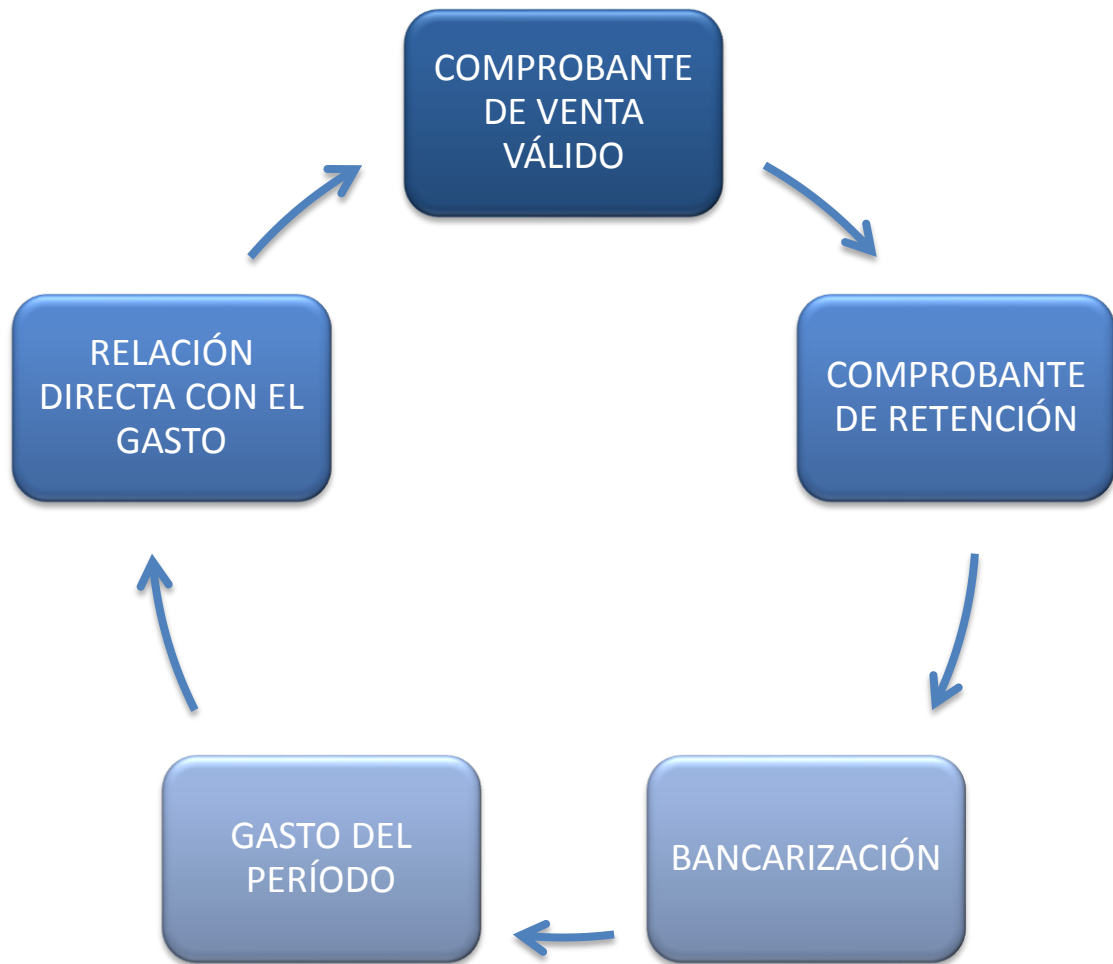 COMPROBANTE
DE VENTA
VÁLIDO
COMPROBANTE
DE RETENCIÓN
BANCARIZACIÓN
GASTO DEL
PERÍODO
RELACIÓN
DIRECTA CON EL
GASTO